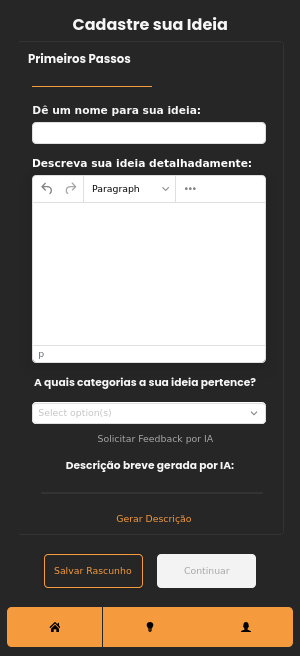 Cadastre sua Ideia
Primeiros Passos
Dê um nome para sua ideia:
Descreva sua ideia detalhadamente:
Paragraph
p
A quais categorias a sua ideia pertence?
Select option(s)
Solicitar Feedback por IA
Descrição breve gerada por IA:
Gerar Descrição
Salvar Rascunho
Continuar